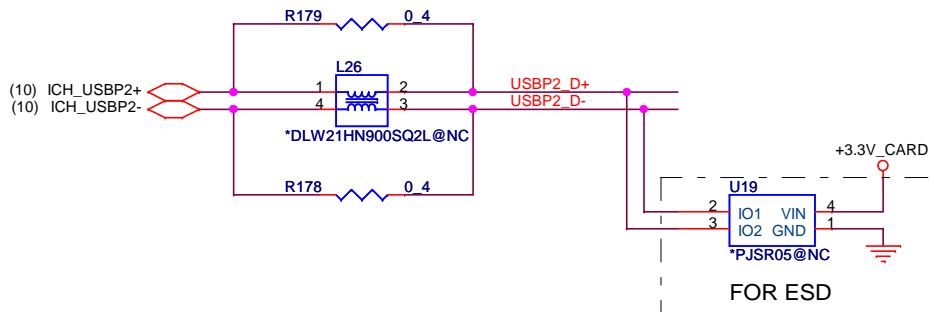 R179 0_4
L26
(10) ICH_USBP2+ 1 2 USBP2_D+
(10) ICH_USBP2- 4 3 USBP2_D-
*DLW21HN900SQ2L@NC
+3.3V_CARD
R178 0_4
U19
2 IO1 VIN 4
3 IO2 GND 1
*PJSR05@NC
FOR ESD